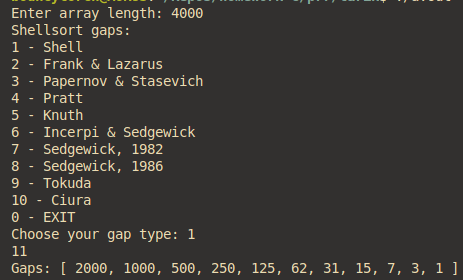 Enter array length: 4000
Shellsort gaps:
1 - Shell
2 - Frank & Lazarus
3 - Papernov & Stasevich
4 - Pratt
5 - Knuth
6 - Incerpi & Sedgewick
7 - Sedgewick, 1982
8 - Sedgewick, 1986
9 - Tokuda
10 - Ciura
0 - EXIT
Choose your gap type: 1
11
Gaps: [ 2000, 1000, 500, 250, 125, 62, 31, 15, 7, 3, 1 ]